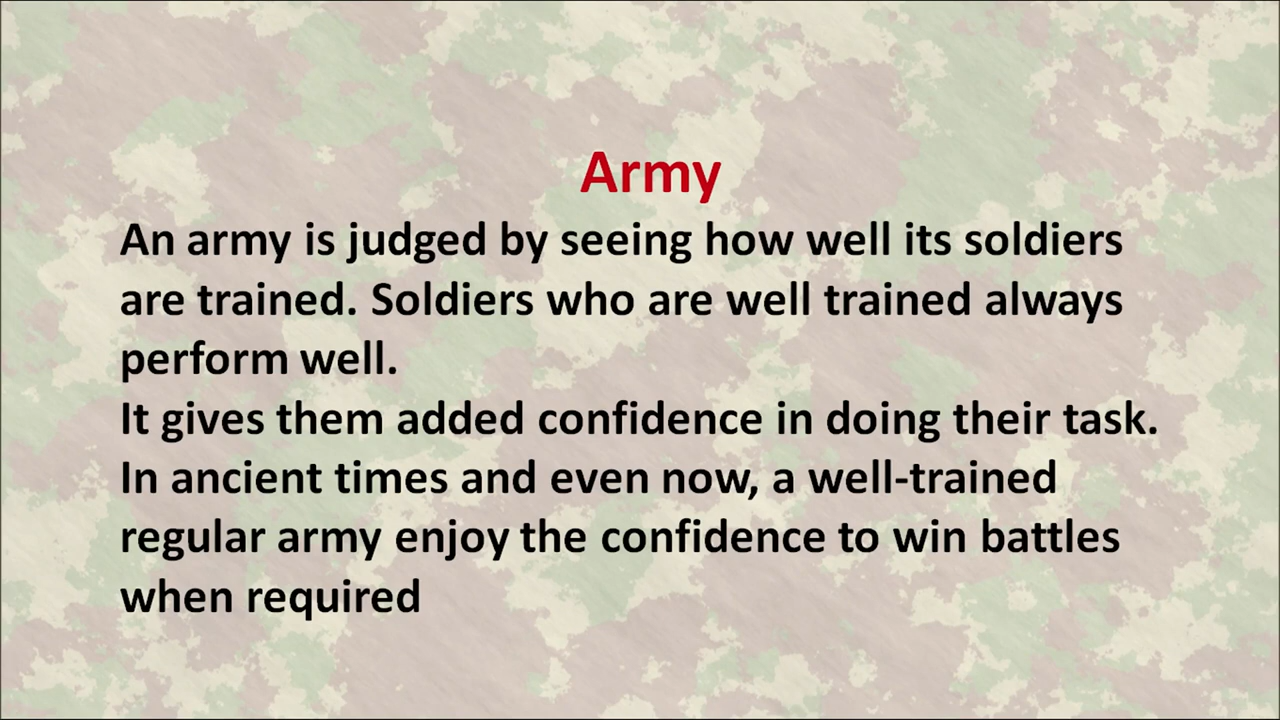 Army
An army is judged by seeing how well its soldiers
are trained. Soldiers who are well trained always
perform well.
It gives them added confidence in doing their task.
In ancient times and even now, a well-trained
regular army enjoy the confidence to win battles
when required